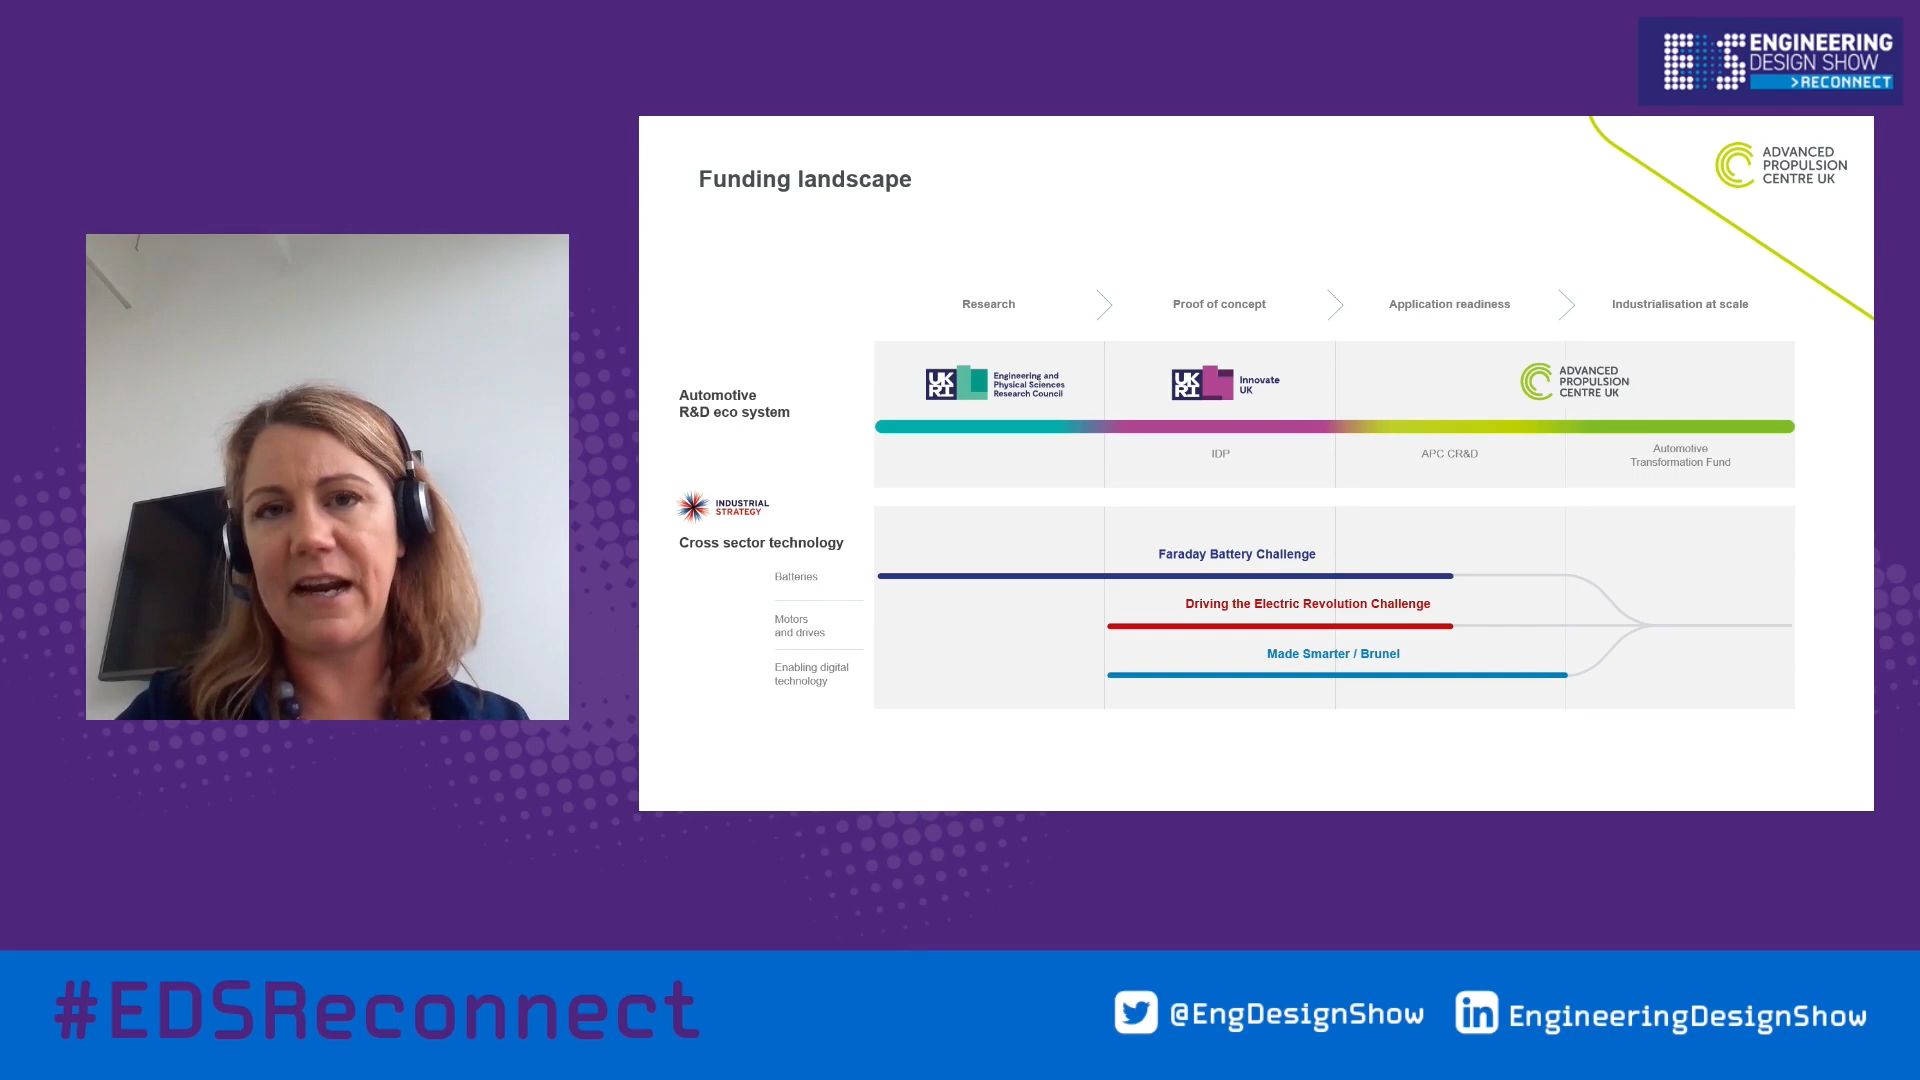 ENGINEERING
DESIGN SHOW
>RECONNECT
Funding landscape
ADVANCED
PROPULSION
CENTRE UK
Research
Proof of concept
Application readiness
Industrialisation at scale
Automotive
R&D eco system
UK
RI
Engineering and
Physical Sciences
Research Council
UK
RI
Innovate
UK
ADVANCED
PROPULSION
CENTRE UK
IDP
APC CR&D
Automotive
Transformation Fund
INDUSTRIAL
STRATEGY
Cross sector technology
Batteries
Motors
and drives
Enabling digital
technology
Faraday Battery Challenge
Driving the Electric Revolution Challenge
Made Smarter / Brunel
#EDSReconnect
@EngDesignShow
in EngineeringDesignShow